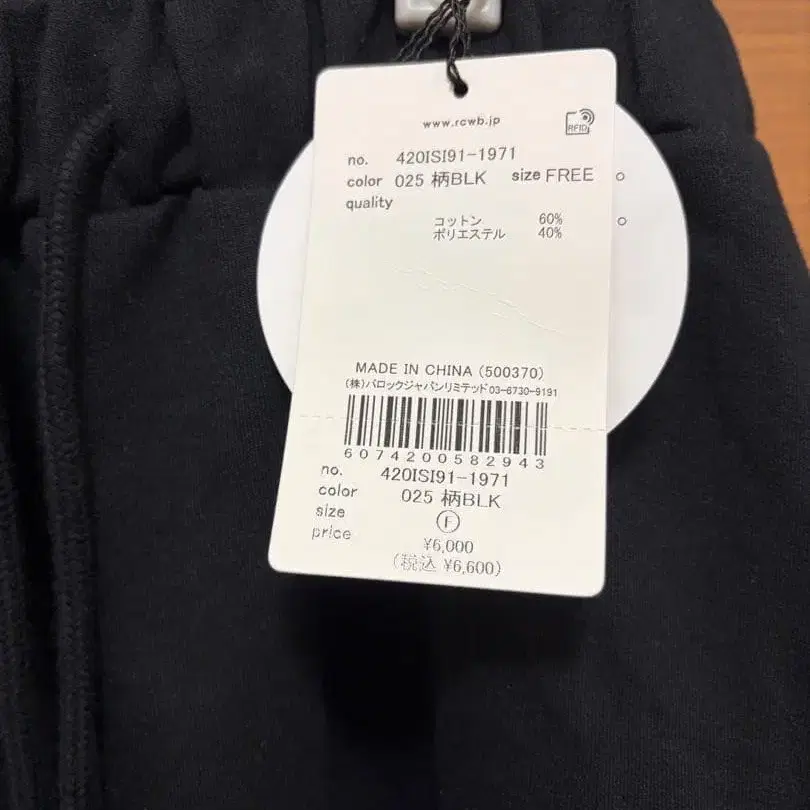 www.rcwb.jp
RFID
no. 420ISI91-1971
color 025 柄BLK size FREE
quality
コットン 60%
ポリエステル 40%
MADE IN CHINA (500370)
(株)バロックジャパンリミテッド03-6730-9191
6074200582943
no. 420ISI91-1971
color 025 柄BLK
size F
price ¥6,000
(税込 ¥6,600)